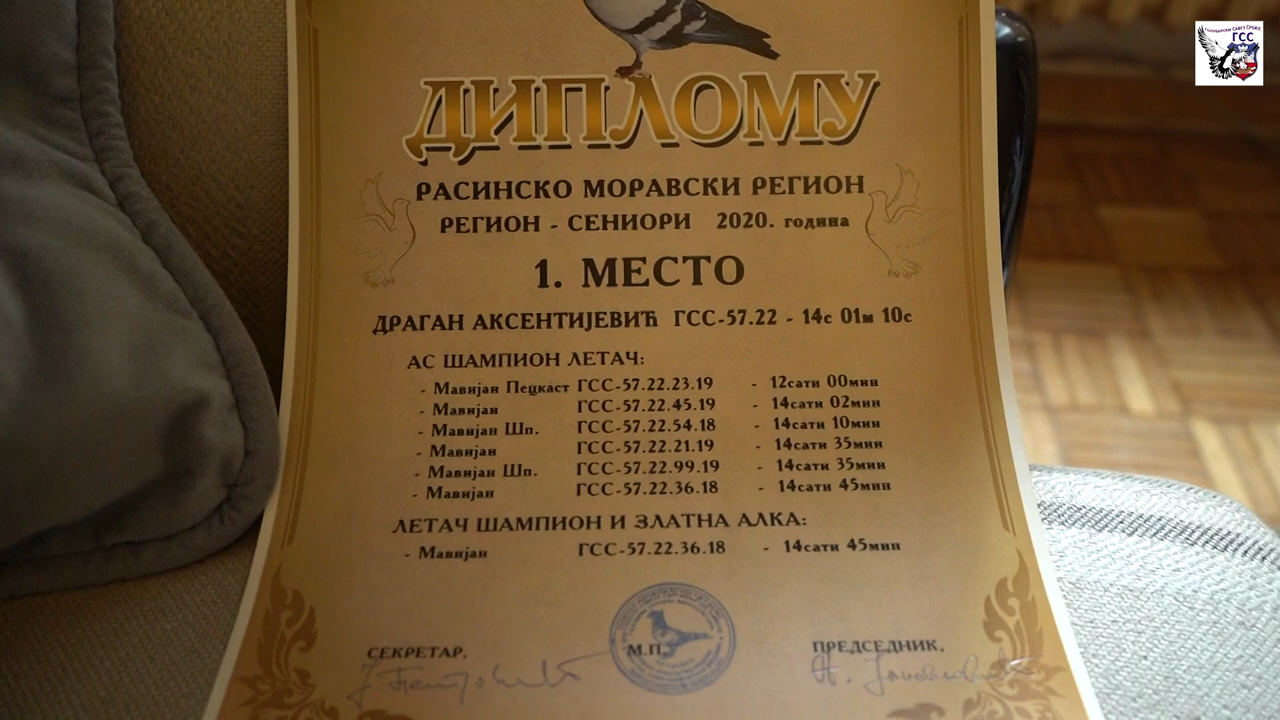 ГОЛУБАРСКИ САВЕЗ СРБИЈЕ
ГСС
ДИПЛОМУ
РАСИНСКО МОРАВСКИ РЕГИОН
РЕГИОН - СЕНИОРИ 2020. година
1. МЕСТО
ДРАГАН АКСЕНТИЈЕВИЋ ГСС-57.22 - 14с 01м 10с
АС ШАМПИОН ЛЕТАЧ:
- Мавијан Пецкаст ГСС-57.22.23.19 - 12сати 00мин
- Мавијан ГСС-57.22.45.19 - 14сати 02мин
- Мавијан Шп. ГСС-57.22.54.18 - 14сати 10мин
- Мавијан ГСС-57.22.21.19 - 14сати 35мин
- Мавијан Шп. ГСС-57.22.99.19 - 14сати 35мин
- Мавијан ГСС-57.22.36.18 - 14сати 45мин
ЛЕТАЧ ШАМПИОН И ЗЛАТНА АЛКА:
- Мавијан ГСС-57.22.36.18 - 14сати 45мин
СЕКРЕТАР, М.П. ПРЕДСЕДНИК,